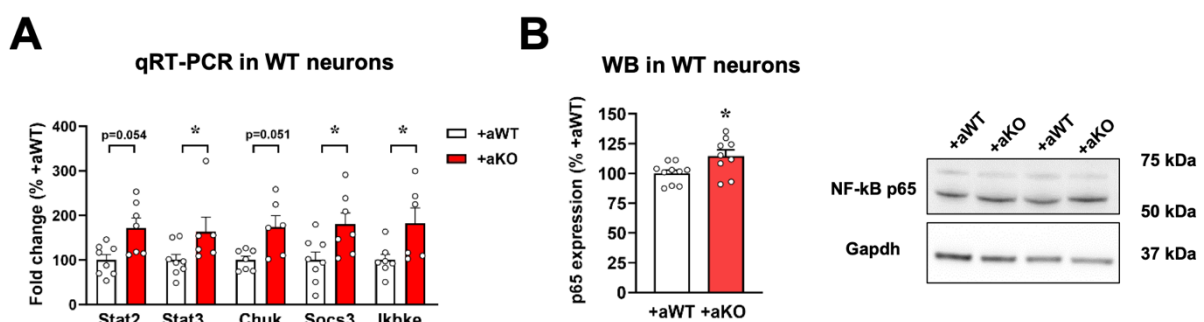 A
qRT-PCR in WT neurons
Fold change (% +aWT)
400
300
200
100
0
p=0.054
*
p=0.051
*
*
+aWT
+aKO
Stat2 Stat3 Chuk Socs3 Ikbke
B
WB in WT neurons
p65 expression (% +aWT)
150
125
100
75
50
25
0
*
+aWT +aKO
+aWT +aKO +aWT +aKO
NF-kB p65
Gapdh
75 kDa
50 kDa
37 kDa